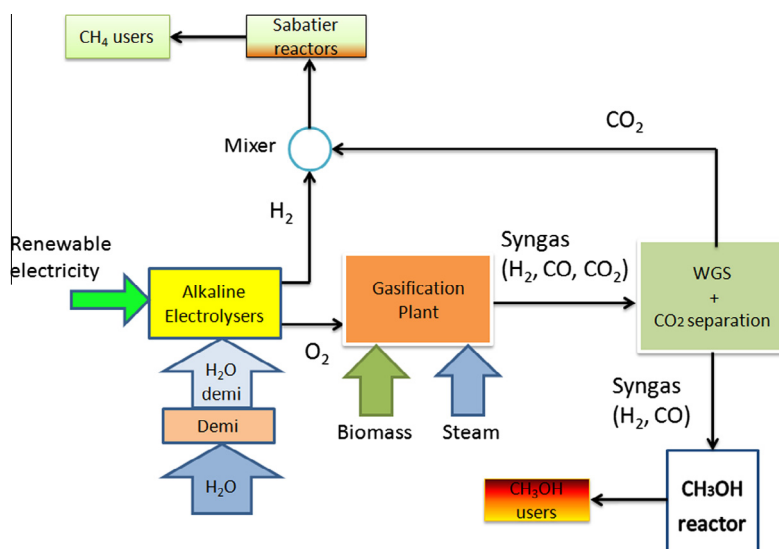 CH₄ users
Sabatier
reactors
CO₂
Mixer
H₂
Renewable
electricity
Syngas
(H₂, CO, CO₂)
Alkaline
Electrolysers
Gasification
Plant
WGS
+
CO₂ separation
O₂
H₂O
demi
Syngas
(H₂, CO)
Demi
Biomass
Steam
H₂O
CH₃OH
users
CH₃OH
reactor